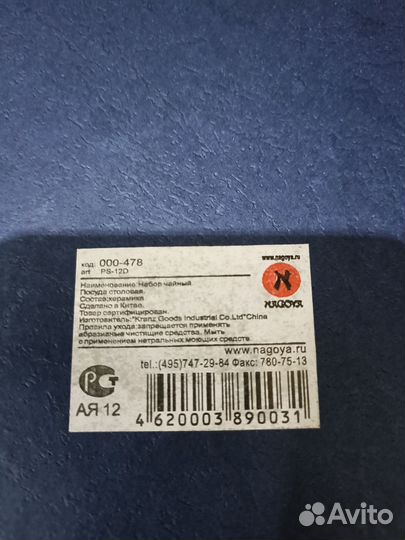 код: 000-478
art PS-12D
www.nagoya.ru
N
NAGOYA
Наименование: Набор чайный
Посуда столовая.
Состав:керамика
Сделано в Китае.
Товар сертифицирован.
Изготовитель:"Kranz Goods Industrial Co.Ltd"China
Правила ухода:запрещается применять
абразивные чистящие средства. Мыть
с применением нетральных моющих средств.
www.nagoya.ru
tel.:(495)747-29-84 Факс: 780-75-13
РСТ
АЯ 12
4 620003 890031
Avito